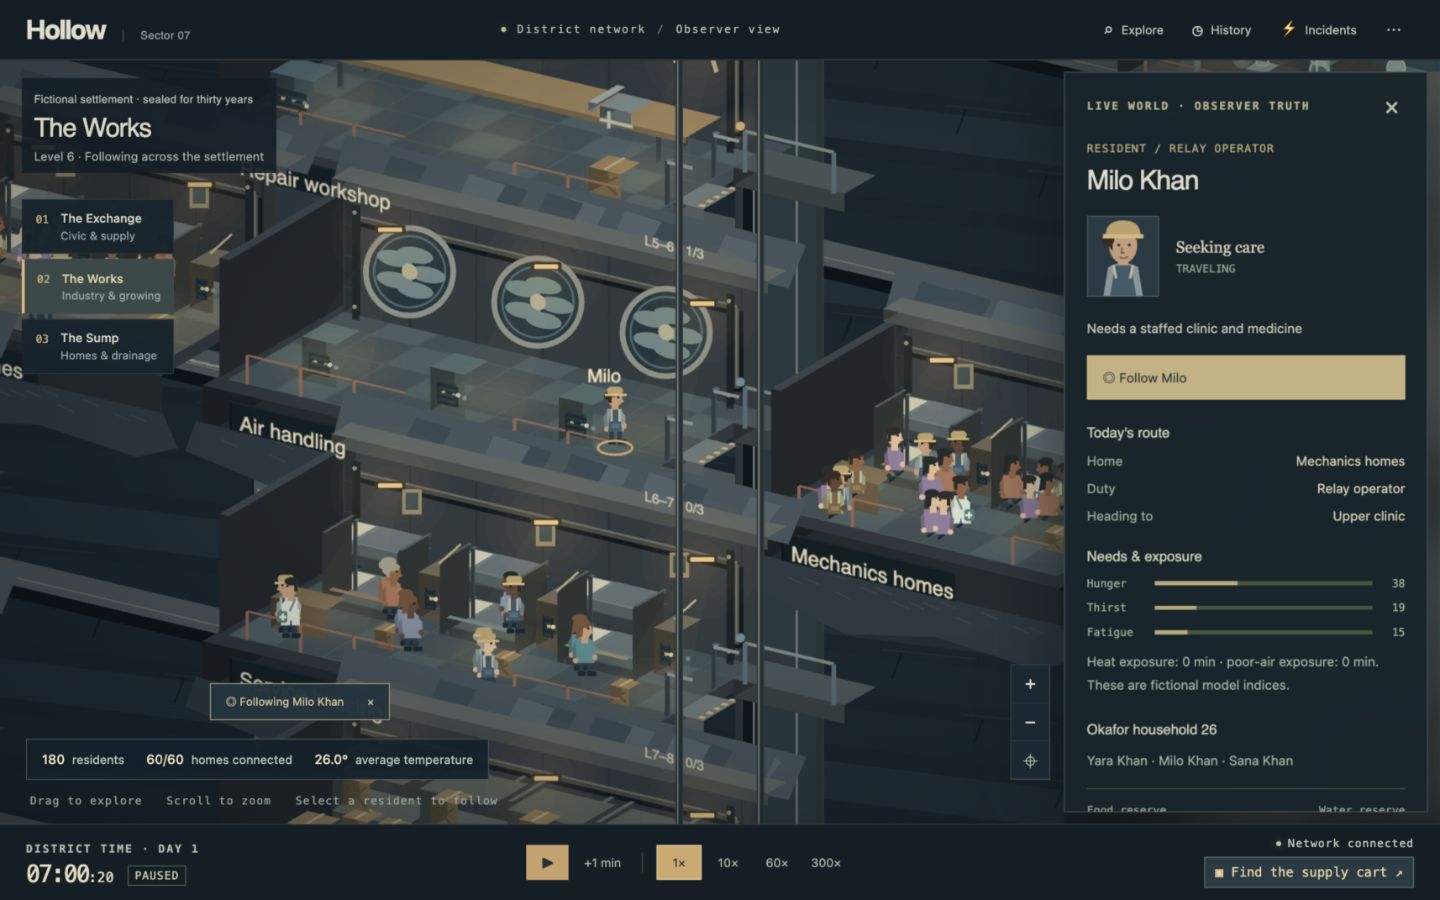 Hollow
Sector 07
District network / Observer view
Explore
History
Incidents
Fictional settlement · sealed for thirty years
The Works
Level 6 · Following across the settlement
01 The Exchange
Civic & supply
02 The Works
Industry & growing
03 The Sump
Homes & drainage
Repair workshop
L5–6 1/3
Milo
Air handling
L6–7 0/3
Mechanics homes
L7–8 0/3
Following Milo Khan ×
180 residents 60/60 homes connected 26.0° average temperature
Drag to explore Scroll to zoom Select a resident to follow
+
−
LIVE WORLD · OBSERVER TRUTH
RESIDENT / RELAY OPERATOR
Milo Khan
Seeking care
TRAVELING
Needs a staffed clinic and medicine
Follow Milo
Today's route
Home Mechanics homes
Duty Relay operator
Heading to Upper clinic
Needs & exposure
Hunger 38
Thirst 19
Fatigue 15
Heat exposure: 0 min · poor-air exposure: 0 min.
These are fictional model indices.
Okafor household 26
Yara Khan · Milo Khan · Sana Khan
Food reserve Water reserve
DISTRICT TIME · DAY 1
07:00:20 PAUSED
+1 min 1× 10× 60× 300×
Network connected
Find the supply cart ↗